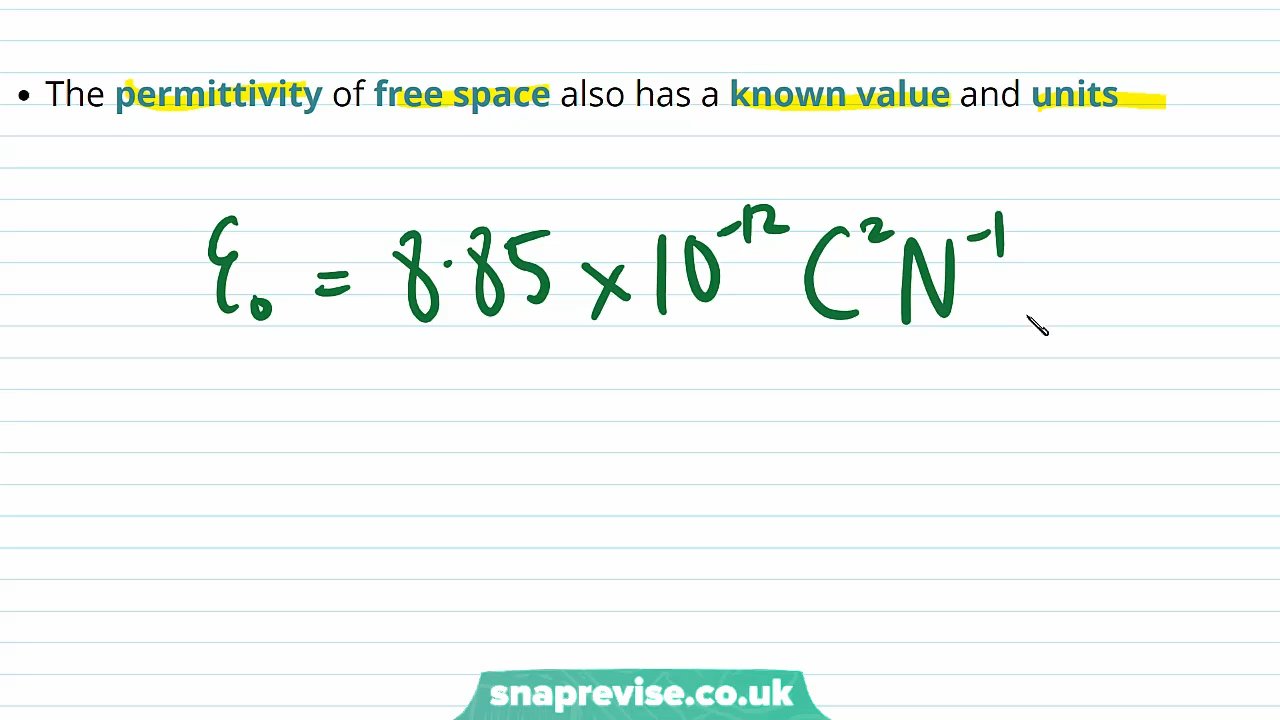 • The permittivity of free space also has a known value and units
ε₀ = 8.85 × 10⁻¹² C² N⁻¹
snaprevise.co.uk